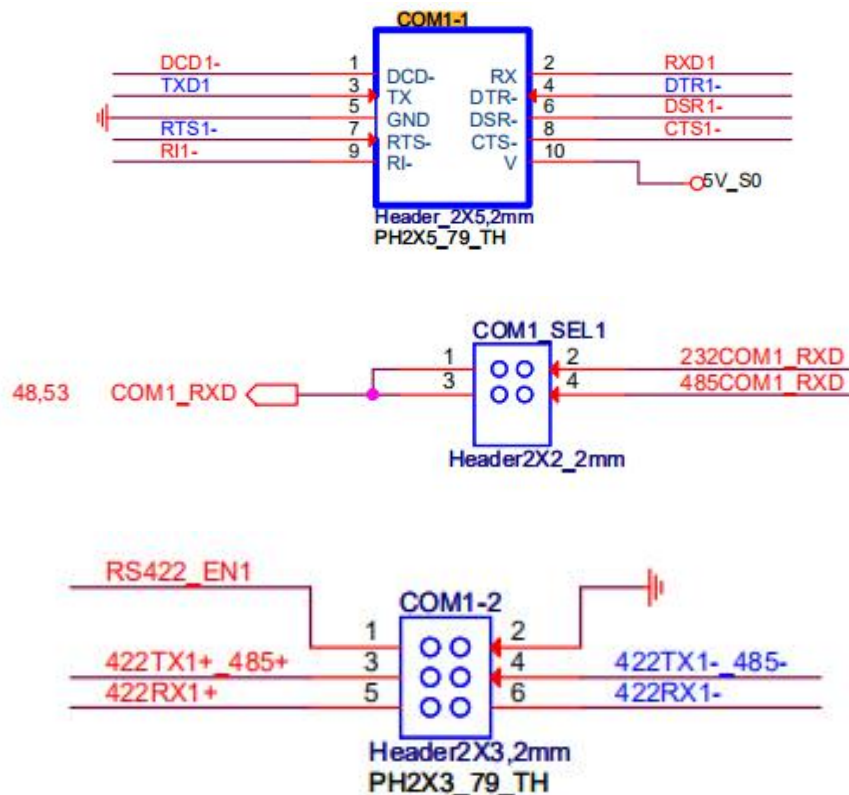 COM1-1
DCD1- 1 DCD- RX 2 RXD1
TXD1 3 TX DTR- 4 DTR1-
5 GND DSR- 6 DSR1-
RTS1- 7 RTS- CTS- 8 CTS1-
RI1- 9 RI- V 10
5V_S0
Header_2X5,2mm
PH2X5_79_TH
COM1_SEL1
1 2 232COM1_RXD
48,53 COM1_RXD 3 4 485COM1_RXD
Header2X2_2mm
RS422_EN1
COM1-2
1 2
422TX1+_485+ 3 4 422TX1-_485-
422RX1+ 5 6 422RX1-
Header2X3,2mm
PH2X3_79_TH